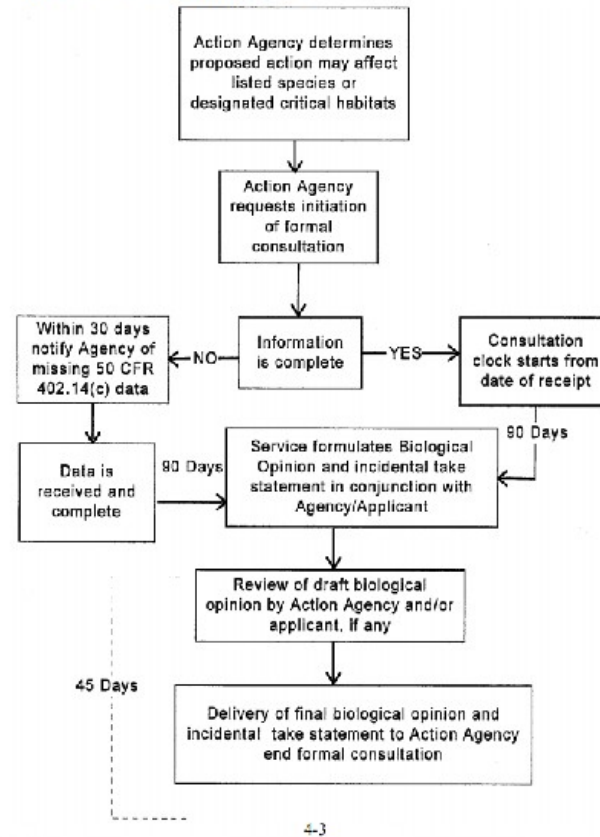 Action Agency determines
proposed action may affect
listed species or
designated critical habitats
Action Agency
requests initiation
of formal
consultation
Within 30 days
notify Agency of
missing 50 CFR
402.14(c) data
NO
Information
is complete
YES
Consultation
clock starts from
date of receipt
90 Days
Data is
received and
complete
90 Days
Service formulates Biological
Opinion and incidental take
statement in conjunction with
Agency/Applicant
Review of draft biological
opinion by Action Agency and/or
applicant, if any
45 Days
Delivery of final biological opinion and
incidental take statement to Action Agency
end formal consultation
4-3